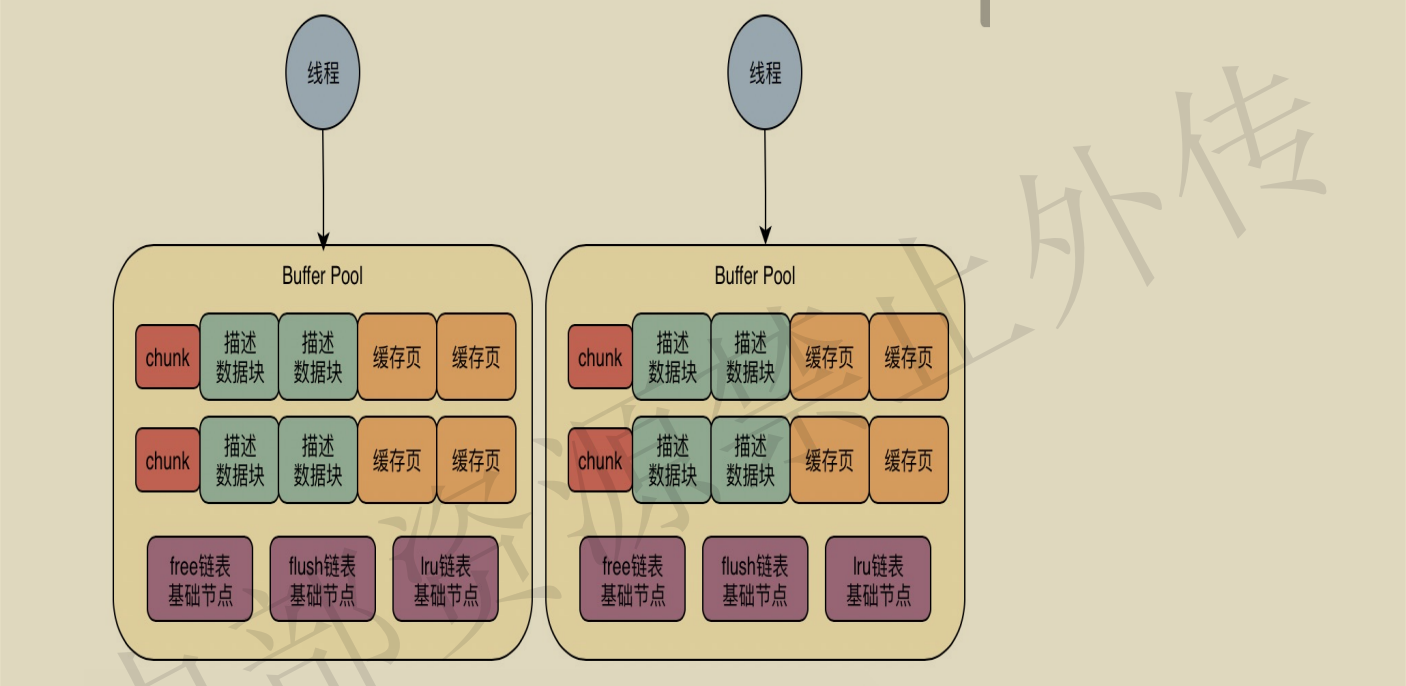 线程
线程
Buffer Pool
chunk
描述
数据块
描述
数据块
缓存页
缓存页
chunk
描述
数据块
描述
数据块
缓存页
缓存页
free链表
基础节点
flush链表
基础节点
lru链表
基础节点
Buffer Pool
chunk
描述
数据块
描述
数据块
缓存页
缓存页
chunk
描述
数据块
描述
数据块
缓存页
缓存页
free链表
基础节点
flush链表
基础节点
lru链表
基础节点
内部资源禁止外传